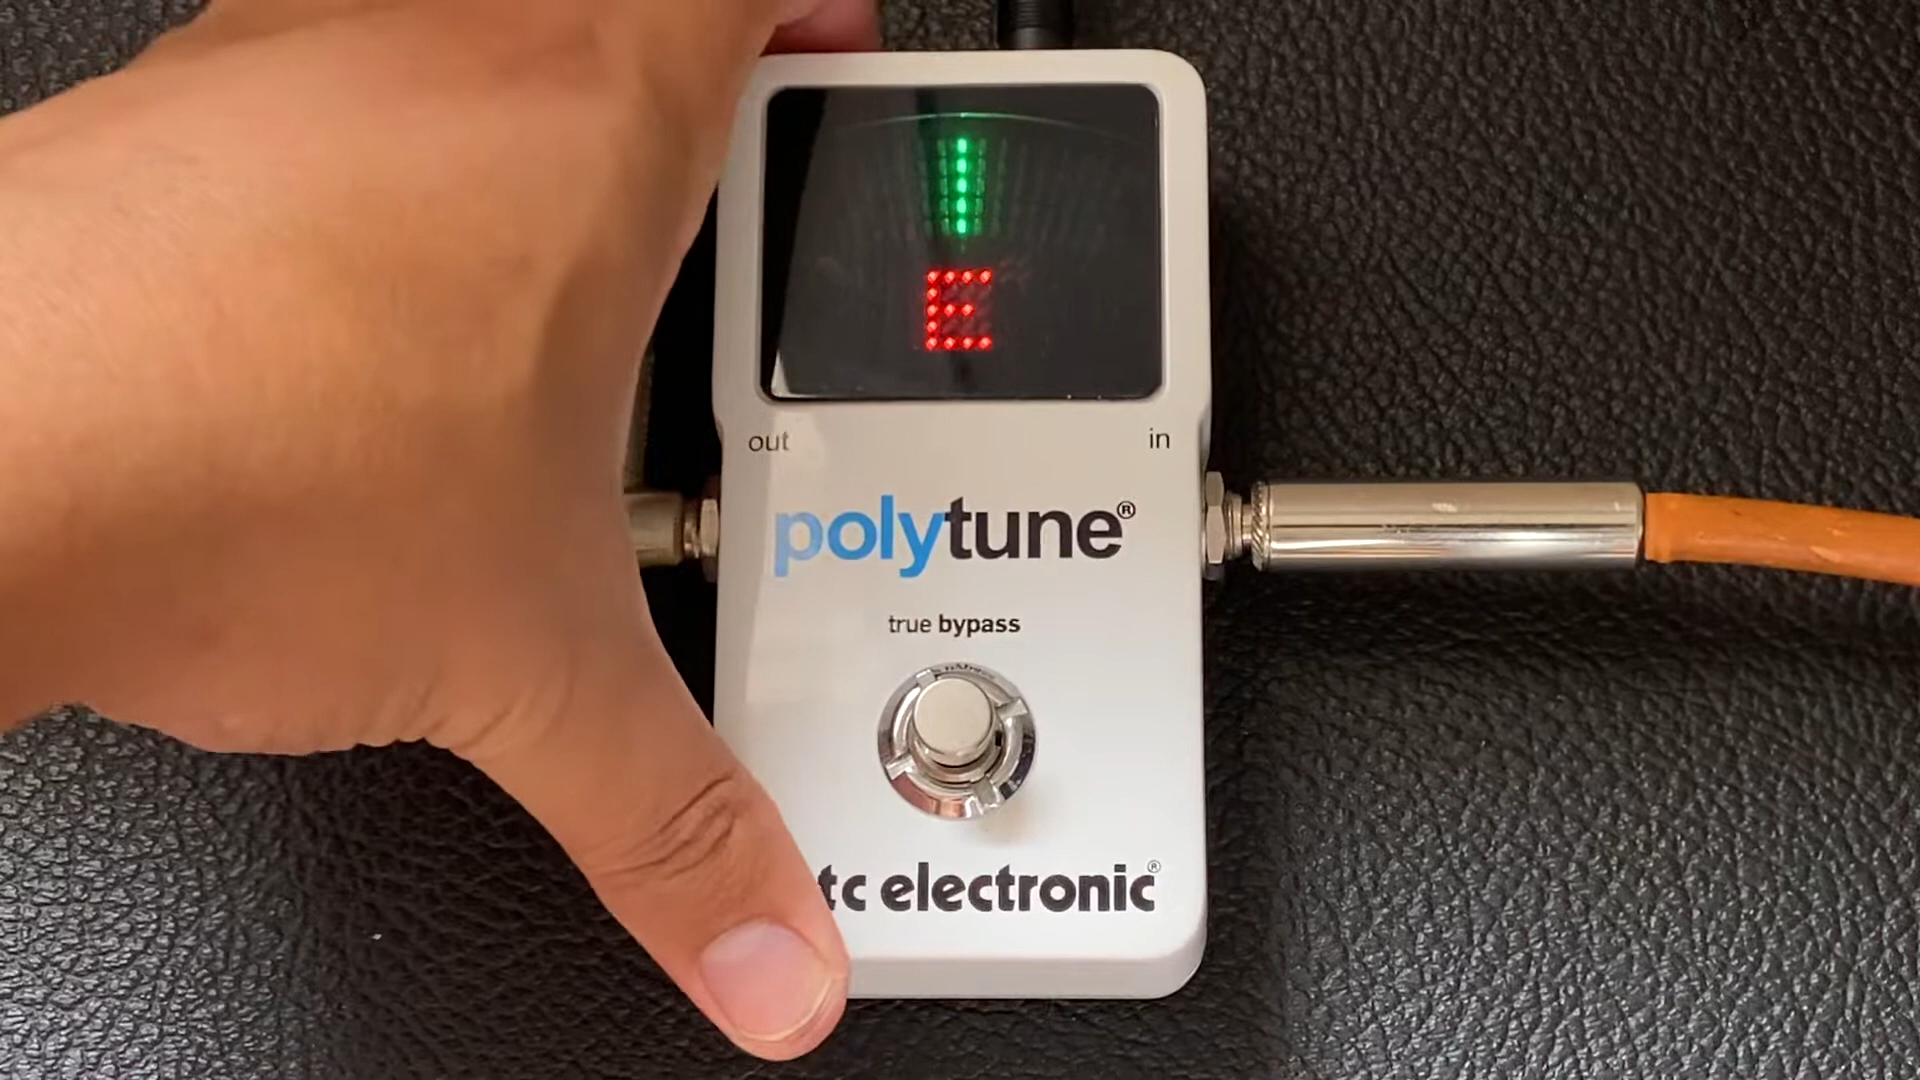 E
out in
polytune®
true bypass
tc electronic®